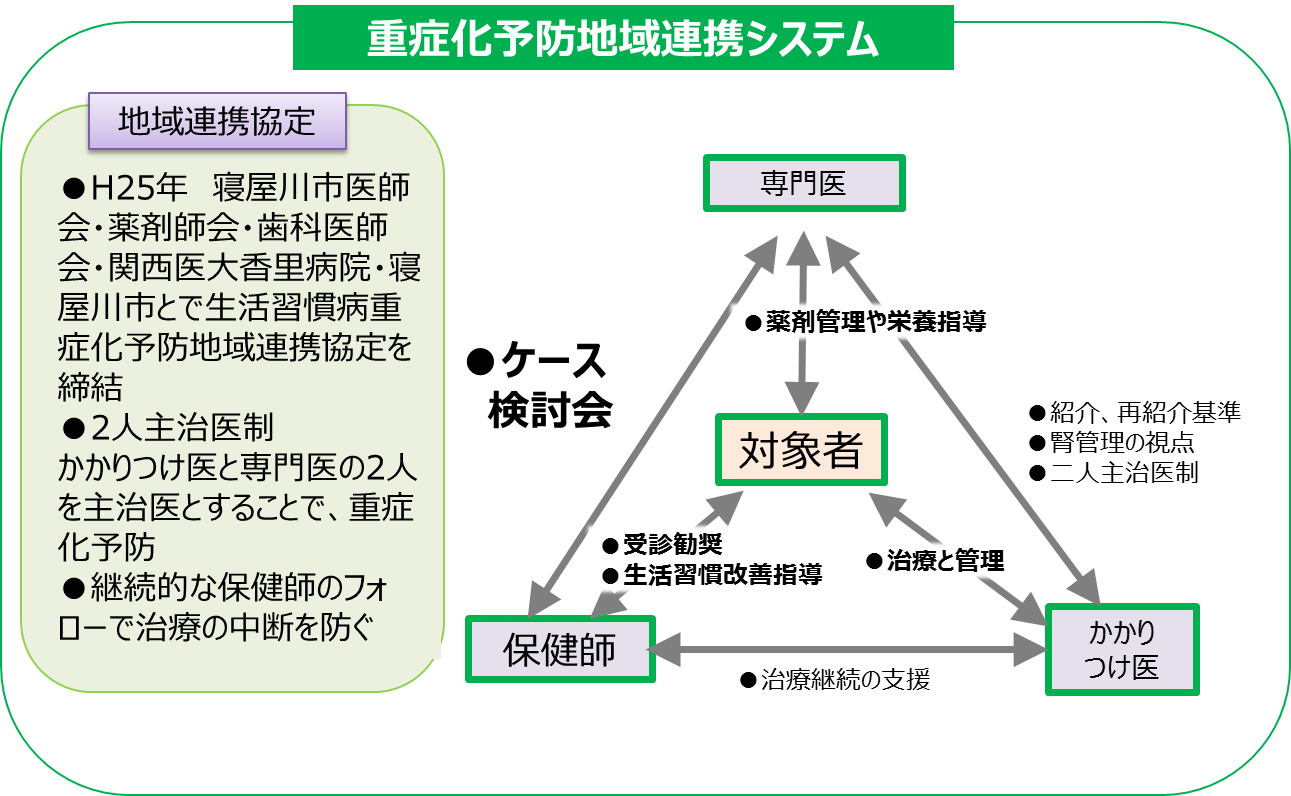 重症化予防地域連携システム
地域連携協定
●H25年　寝屋川市医師
会・薬剤師会・歯科医師
会・関西医大香里病院・寝
屋川市とで生活習慣病重
症化予防地域連携協定を
締結
●2人主治医制
かかりつけ医と専門医の2人
を主治医とすることで、重症
化予防
●継続的な保健師のフォ
ローで治療の中断を防ぐ
専門医
●薬剤管理や栄養指導
●ケース
検討会
対象者
●紹介、再紹介基準
●腎管理の視点
●二人主治医制
●受診勧奨
●生活習慣改善指導
●治療と管理
保健師
かかり
つけ医
●治療継続の支援